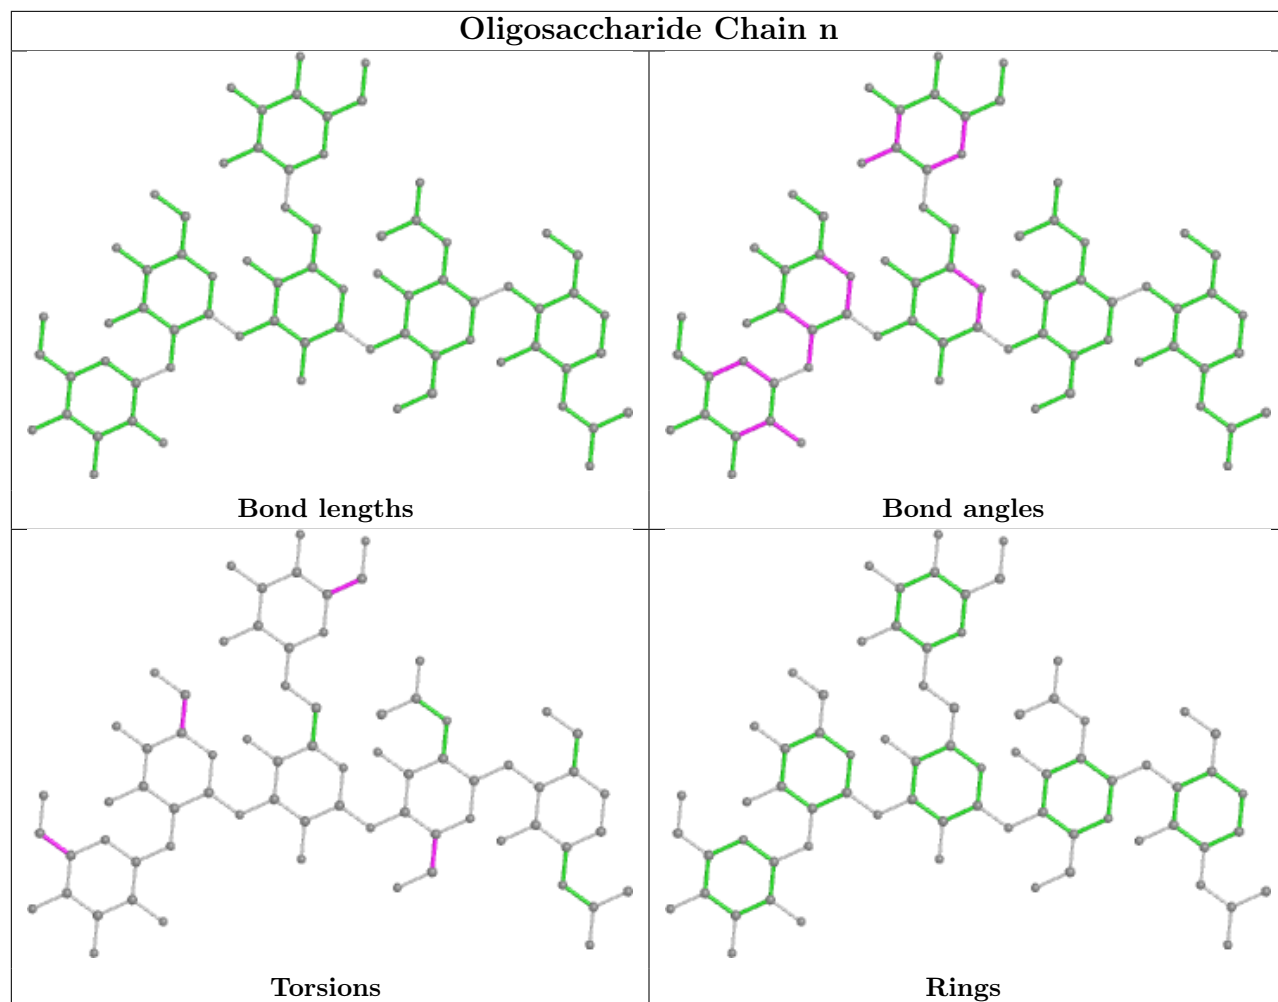 Oligosaccharide Chain n
Bond lengths
Bond angles
Torsions
Rings